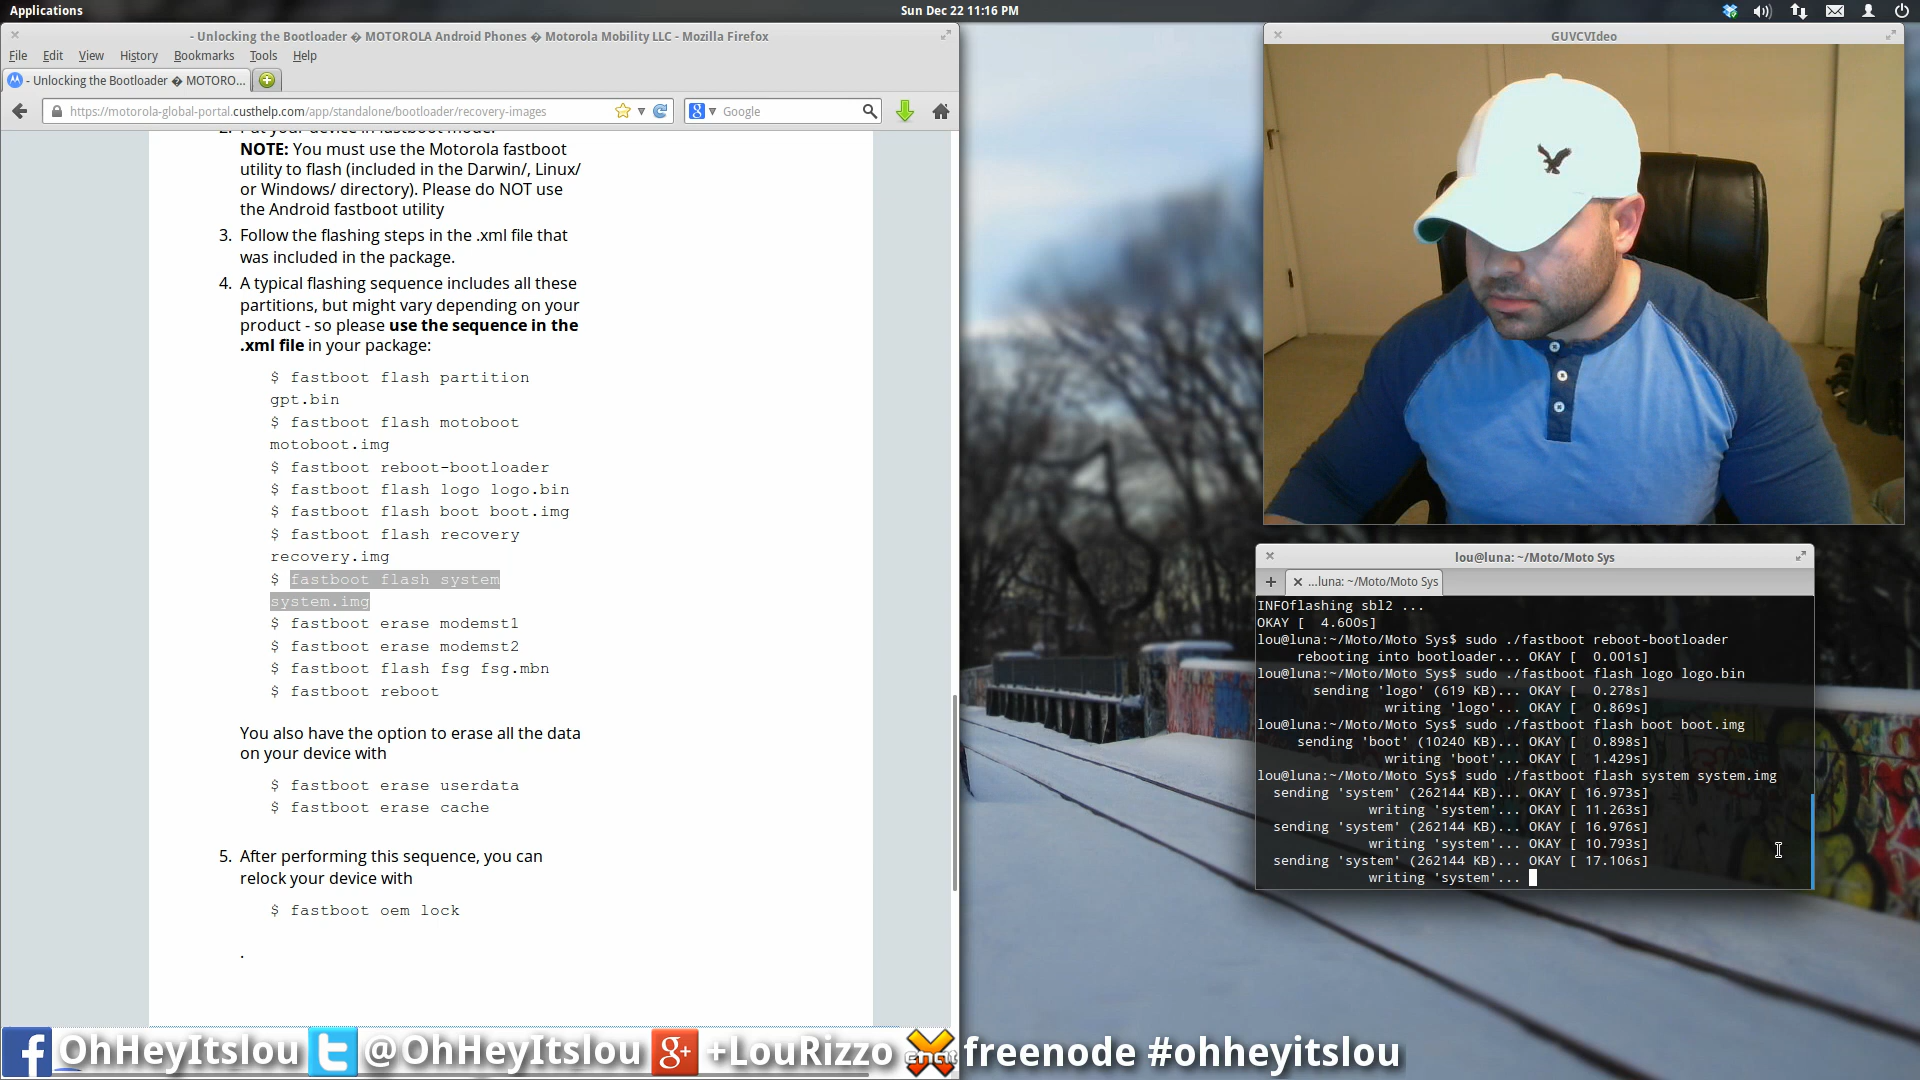 Applications
Sun Dec 22 11:16 PM
- Unlocking the Bootloader � MOTOROLA Android Phones � Motorola Mobility LLC - Mozilla Firefox
File Edit View History Bookmarks Tools Help
- Unlocking the Bootloader � MOTORO...
https://motorola-global-portal.custhelp.com/app/standalone/bootloader/recovery-images
Google
2. Put your device in fastboot mode.
NOTE: You must use the Motorola fastboot
utility to flash (included in the Darwin/, Linux/
or Windows/ directory). Please do NOT use
the Android fastboot utility
3. Follow the flashing steps in the .xml file that
was included in the package.
4. A typical flashing sequence includes all these
partitions, but might vary depending on your
product - so please use the sequence in the
.xml file in your package:
$ fastboot flash partition
gpt.bin
$ fastboot flash motoboot
motoboot.img
$ fastboot reboot-bootloader
$ fastboot flash logo logo.bin
$ fastboot flash boot boot.img
$ fastboot flash recovery
recovery.img
$ fastboot flash system
system.img
$ fastboot erase modemst1
$ fastboot erase modemst2
$ fastboot flash fsg fsg.mbn
$ fastboot reboot
You also have the option to erase all the data
on your device with
$ fastboot erase userdata
$ fastboot erase cache
5. After performing this sequence, you can
relock your device with
$ fastboot oem lock
.
GUVCVIdeo
lou@luna: ~/Moto/Moto Sys
...luna: ~/Moto/Moto Sys
INFOflashing sbl2 ...
OKAY [  4.600s]
lou@luna:~/Moto/Moto Sys$ sudo ./fastboot reboot-bootloader
rebooting into bootloader... OKAY [  0.001s]
lou@luna:~/Moto/Moto Sys$ sudo ./fastboot flash logo logo.bin
sending 'logo' (619 KB)... OKAY [  0.278s]
writing 'logo'... OKAY [  0.869s]
lou@luna:~/Moto/Moto Sys$ sudo ./fastboot flash boot boot.img
sending 'boot' (10240 KB)... OKAY [  0.898s]
writing 'boot'... OKAY [  1.429s]
lou@luna:~/Moto/Moto Sys$ sudo ./fastboot flash system system.img
sending 'system' (262144 KB)... OKAY [ 16.973s]
writing 'system'... OKAY [ 11.263s]
sending 'system' (262144 KB)... OKAY [ 16.976s]
writing 'system'... OKAY [ 10.793s]
sending 'system' (262144 KB)... OKAY [ 17.106s]
writing 'system'...
f OhHeyItslou @OhHeyItslou g+ +LouRizzo chat freenode #ohheyitslou